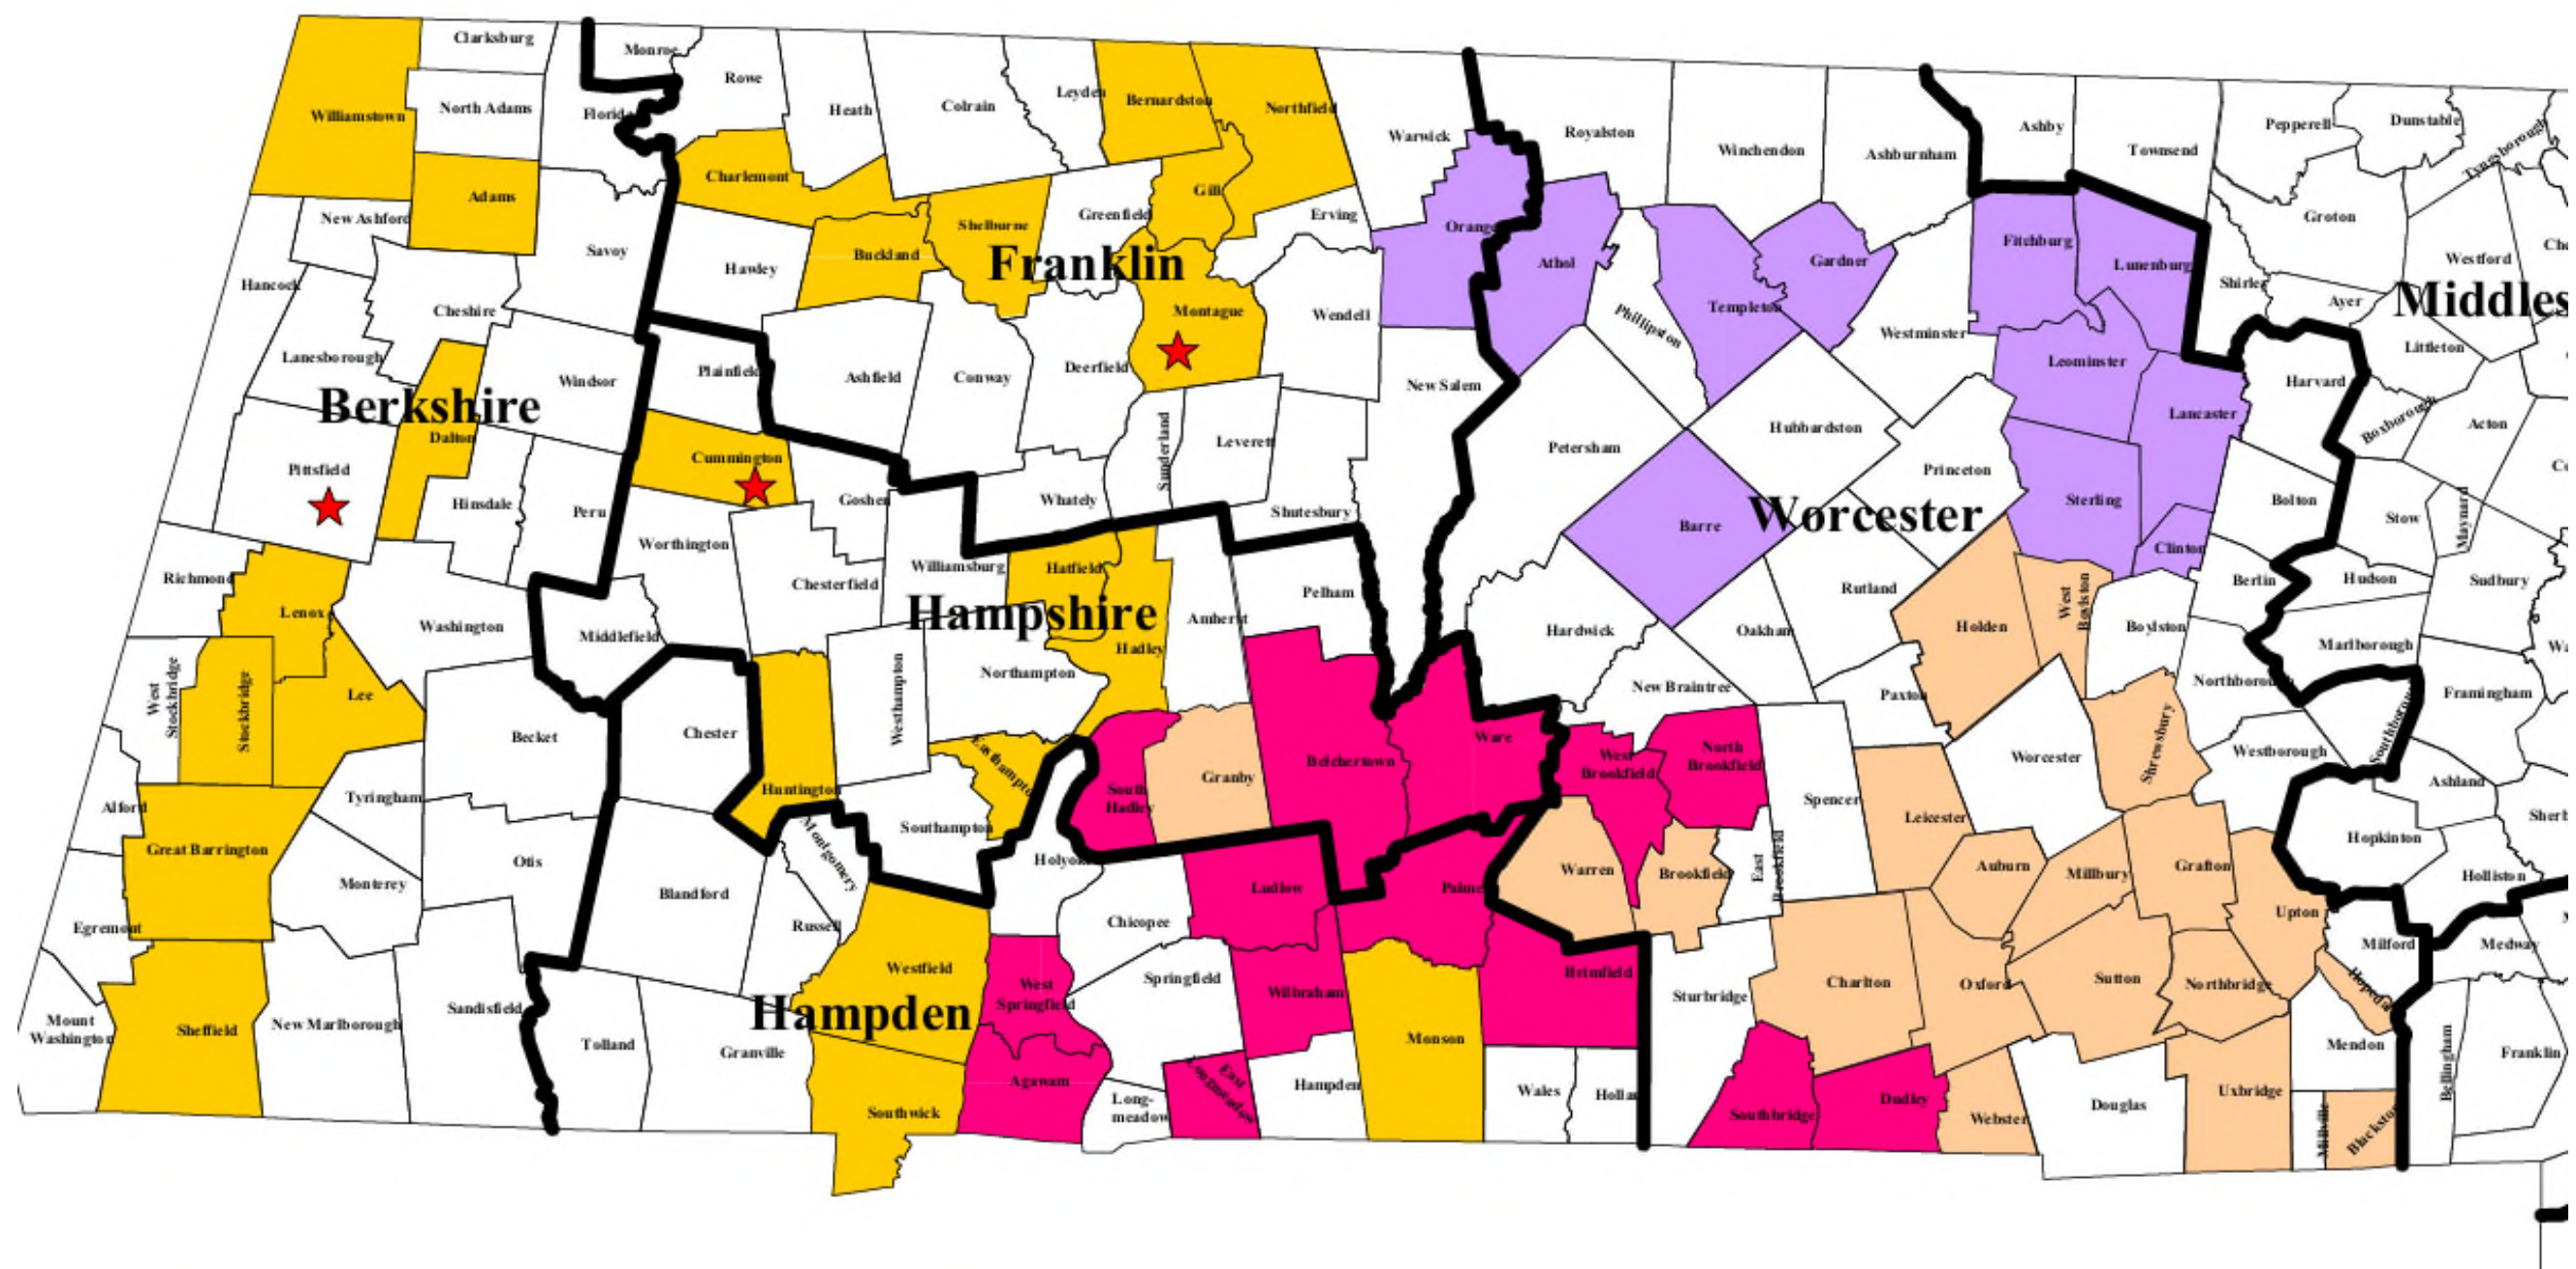 Clarksburg
Monroe
Rowe
Heath
Colrain
Leyden
Bernardston
Northfield
Williamstown
North Adams
Florida
Warwick
Royalston
Winchendon
Ashburnham
Ashby
Townsend
Pepperell
Dunstable
Tyngsborough
Adams
Charlemont
Gill
New Ashford
Savoy
Hawley
Buckland
Shelburne
Greenfield
Erving
Orange
Athol
Gardner
Fitchburg
Lunenburg
Groton
Westford
Che
Franklin
Hancock
Cheshire
Montague
Wendell
Phillipston
Templeton
Westminster
Shirley
Ayer
Middles
Lanesborough
Windsor
Plainfield
Ashfield
Conway
Deerfield
New Salem
Leominster
Harvard
Littleton
Berkshire
Dalton
Cummington
Sunderland
Leverett
Petersham
Hubbardston
Princeton
Lancaster
Boxborough
Acton
Pittsfield
Hinsdale
Peru
Goshen
Whately
Shutesbury
Barre
Worcester
Sterling
Bolton
Stow
Maynard
Co
Richmond
Worthington
Chesterfield
Williamsburg
Hatfield
Pelham
Rutland
Clinton
Berlin
Hudson
Sudbury
Lenox
Washington
Middlefield
Hampshire
Amherst
Hardwick
Oakham
Holden
West
Boylston
Boylston
Marlborough
Wa
West
Stockbridge
Stockbridge
Lee
Westhampton
Northampton
Hadley
New Braintree
Paxton
Northborough
Southborough
Framingham
Becket
Chester
Huntington
Easthampton
South
Hadley
Granby
Belchertown
Ware
West
Brookfield
North
Brookfield
Spencer
Leicester
Worcester
Shrewsbury
Westborough
Ashland
Sherb
Alford
Tyringham
Great Barrington
Otis
Blandford
Montgomery
Southampton
Holyoke
Ludlow
Palmer
Warren
Brookfield
East
Brookfield
Auburn
Millbury
Grafton
Hopkinton
Holliston
Monterey
Egremont
Russell
Chicopee
Upton
Milford
Medway
Westfield
West
Springfield
Springfield
Wilbraham
Brimfield
Sturbridge
Charlton
Oxford
Sutton
Northbridge
Hopedale
Mount
Washington
Sheffield
New Marlborough
Sandisfield
Hampden
Tolland
Granville
Agawam
Monson
Mendon
Bellingham
Franklin
Southwick
Long-
meadow
East
Longmeadow
Hampden
Wales
Holland
Southbridge
Dudley
Webster
Douglas
Uxbridge
Millville
Blackstone